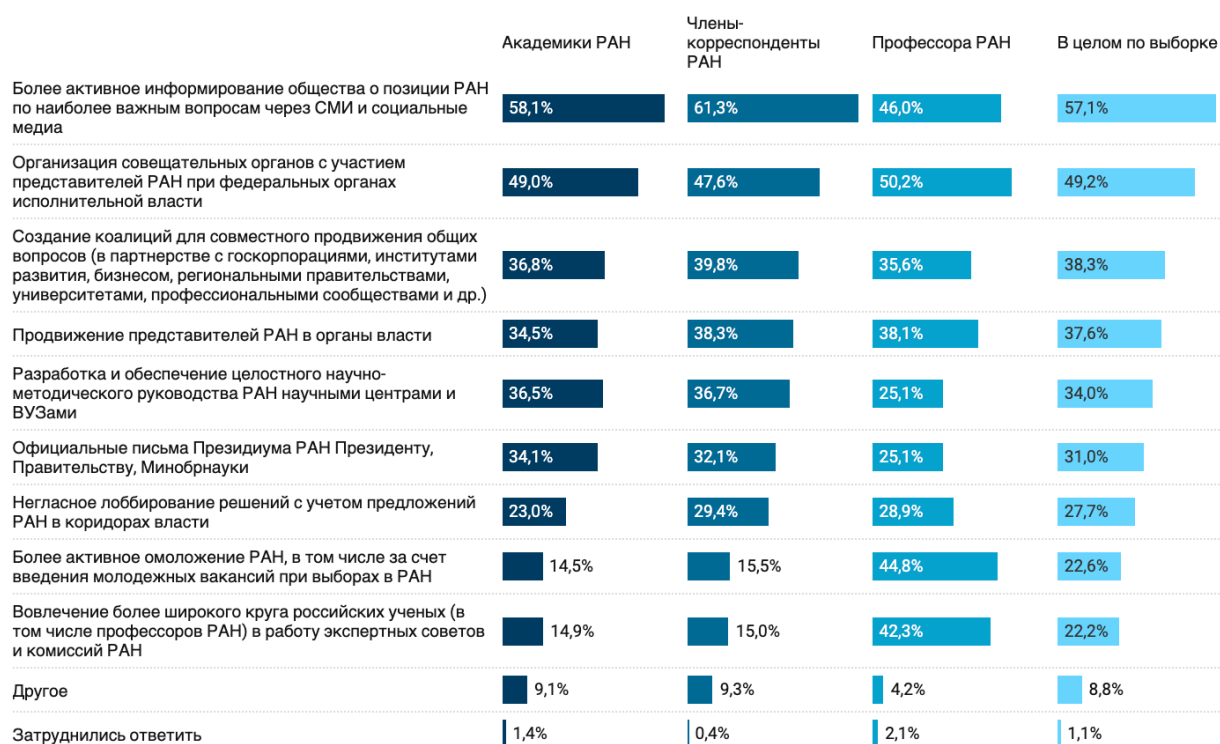 Академики РАН
Члены-
корреспонденты
РАН
Профессора РАН
В целом по выборке
Более активное информирование общества о позиции РАН
по наиболее важным вопросам через СМИ и социальные
медиа
58,1%
61,3%
46,0%
57,1%
Организация совещательных органов с участием
представителей РАН при федеральных органах
исполнительной власти
49,0%
47,6%
50,2%
49,2%
Создание коалиций для совместного продвижения общих
вопросов (в партнерстве с госкорпорациями, институтами
развития, бизнесом, региональными правительствами,
университетами, профессиональными сообществами и др.)
36,8%
39,8%
35,6%
38,3%
Продвижение представителей РАН в органы власти
34,5%
38,3%
38,1%
37,6%
Разработка и обеспечение целостного научно-
методического руководства РАН научными центрами и
ВУЗами
36,5%
36,7%
25,1%
34,0%
Официальные письма Президиума РАН Президенту,
Правительству, Минобрнауки
34,1%
32,1%
25,1%
31,0%
Негласное лоббирование решений с учетом предложений
РАН в коридорах власти
23,0%
29,4%
28,9%
27,7%
Более активное омоложение РАН, в том числе за счет
введения молодежных вакансий при выборах в РАН
14,5%
15,5%
44,8%
22,6%
Вовлечение более широкого круга российских ученых (в
том числе профессоров РАН) в работу экспертных советов
и комиссий РАН
14,9%
15,0%
42,3%
22,2%
Другое
9,1%
9,3%
4,2%
8,8%
Затруднились ответить
1,4%
0,4%
2,1%
1,1%